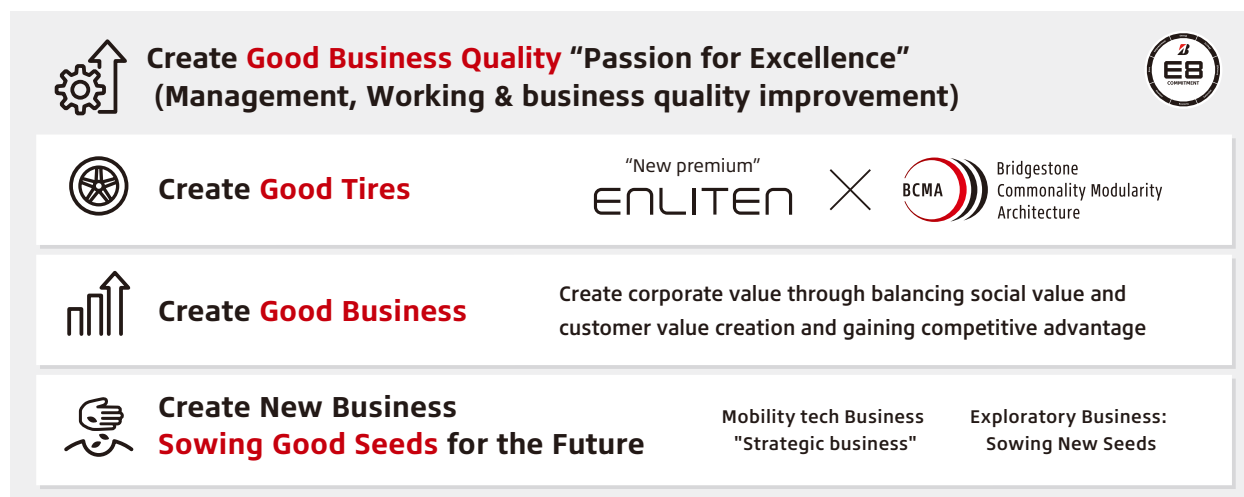 Create Good Business Quality “Passion for Excellence”
(Management, Working & business quality improvement)
E8
COMMITMENT
Create Good Tires
“New premium”
ENLITEN
BCMA
Bridgestone
Commonality Modularity
Architecture
Create Good Business
Create corporate value through balancing social value and
customer value creation and gaining competitive advantage
Create New Business
Sowing Good Seeds for the Future
Mobility tech Business
"Strategic business"
Exploratory Business:
Sowing New Seeds